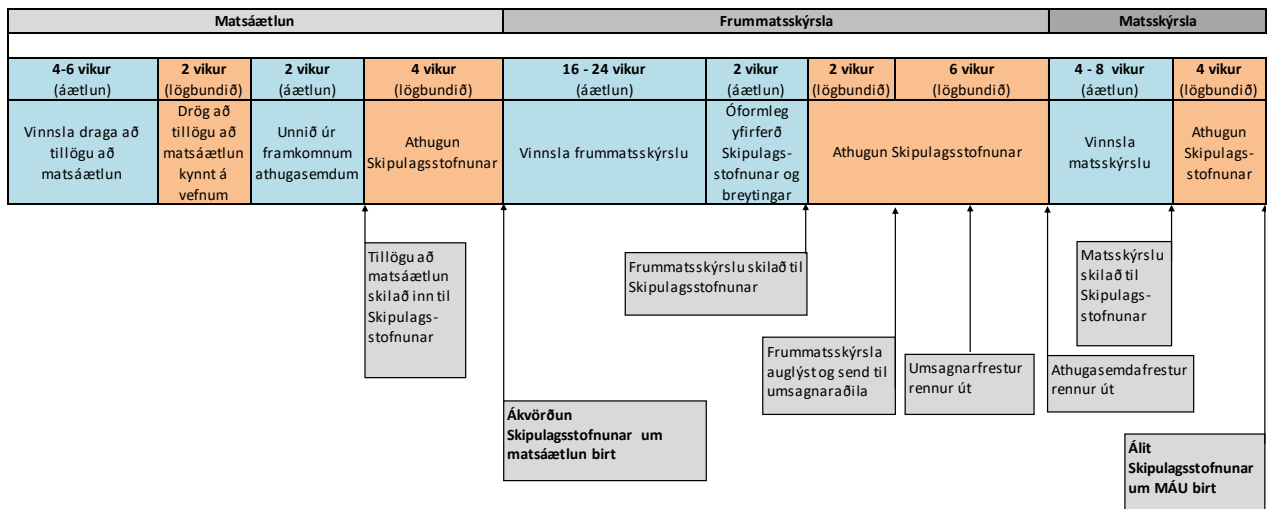 Matsáætlun
Frummatsskýrsla
Matsskýrsla
4-6 vikur
(áætlun)
2 vikur
(lögbundið)
2 vikur
(áætlun)
4 vikur
(lögbundið)
16 - 24 vikur
(áætlun)
2 vikur
(áætlun)
2 vikur
(lögbundið)
6 vikur
(lögbundið)
4 - 8 vikur
(áætlun)
4 vikur
(lögbundið)
Vinnsla draga að
tillögu að
matsáætlun
Drög að
tillögu að
matsáætlun
kynnt á
vefnum
Unnið úr
framkomnum
athugasemdum
Athugun
Skipulagsstofnunar
Vinnsla frummatsskýrslu
Óformleg
yfirferð
Skipulags-
stofnunar og
breytingar
Athugun Skipulagsstofnunar
Vinnsla
matsskýrslu
Athugun
Skipulags-
stofnunar
Tillögu að
matsáætlun
skilað inn til
Skipulags-
stofnunar
Frummatsskýrslu skilað til
Skipulagsstofnunar
Matsskýrslu
skilað til
Skipulags-
stofnunar
Frummatsskýrsla
auglýst og send til
umsagnaraðila
Umsagnarfrestur
rennur út
Athugasemdafrestur
rennur út
Ákvörðun
Skipulagsstofnunar um
matsáætlun birt
Álit
Skipulagsstofnunar
um MÁU birt